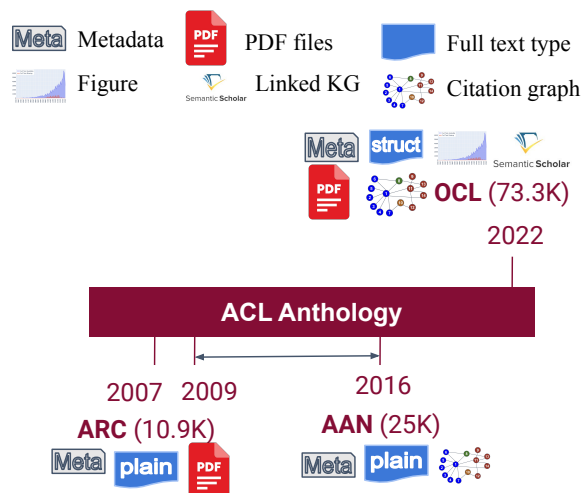 Meta Metadata PDF PDF files Full text type
Figure SEMANTIC SCHOLAR Linked KG Citation graph
Meta struct Semantic Scholar
PDF OCL (73.3K)
2022
ACL Anthology
2007 2009 2016
ARC (10.9K) AAN (25K)
Meta plain PDF Meta plain